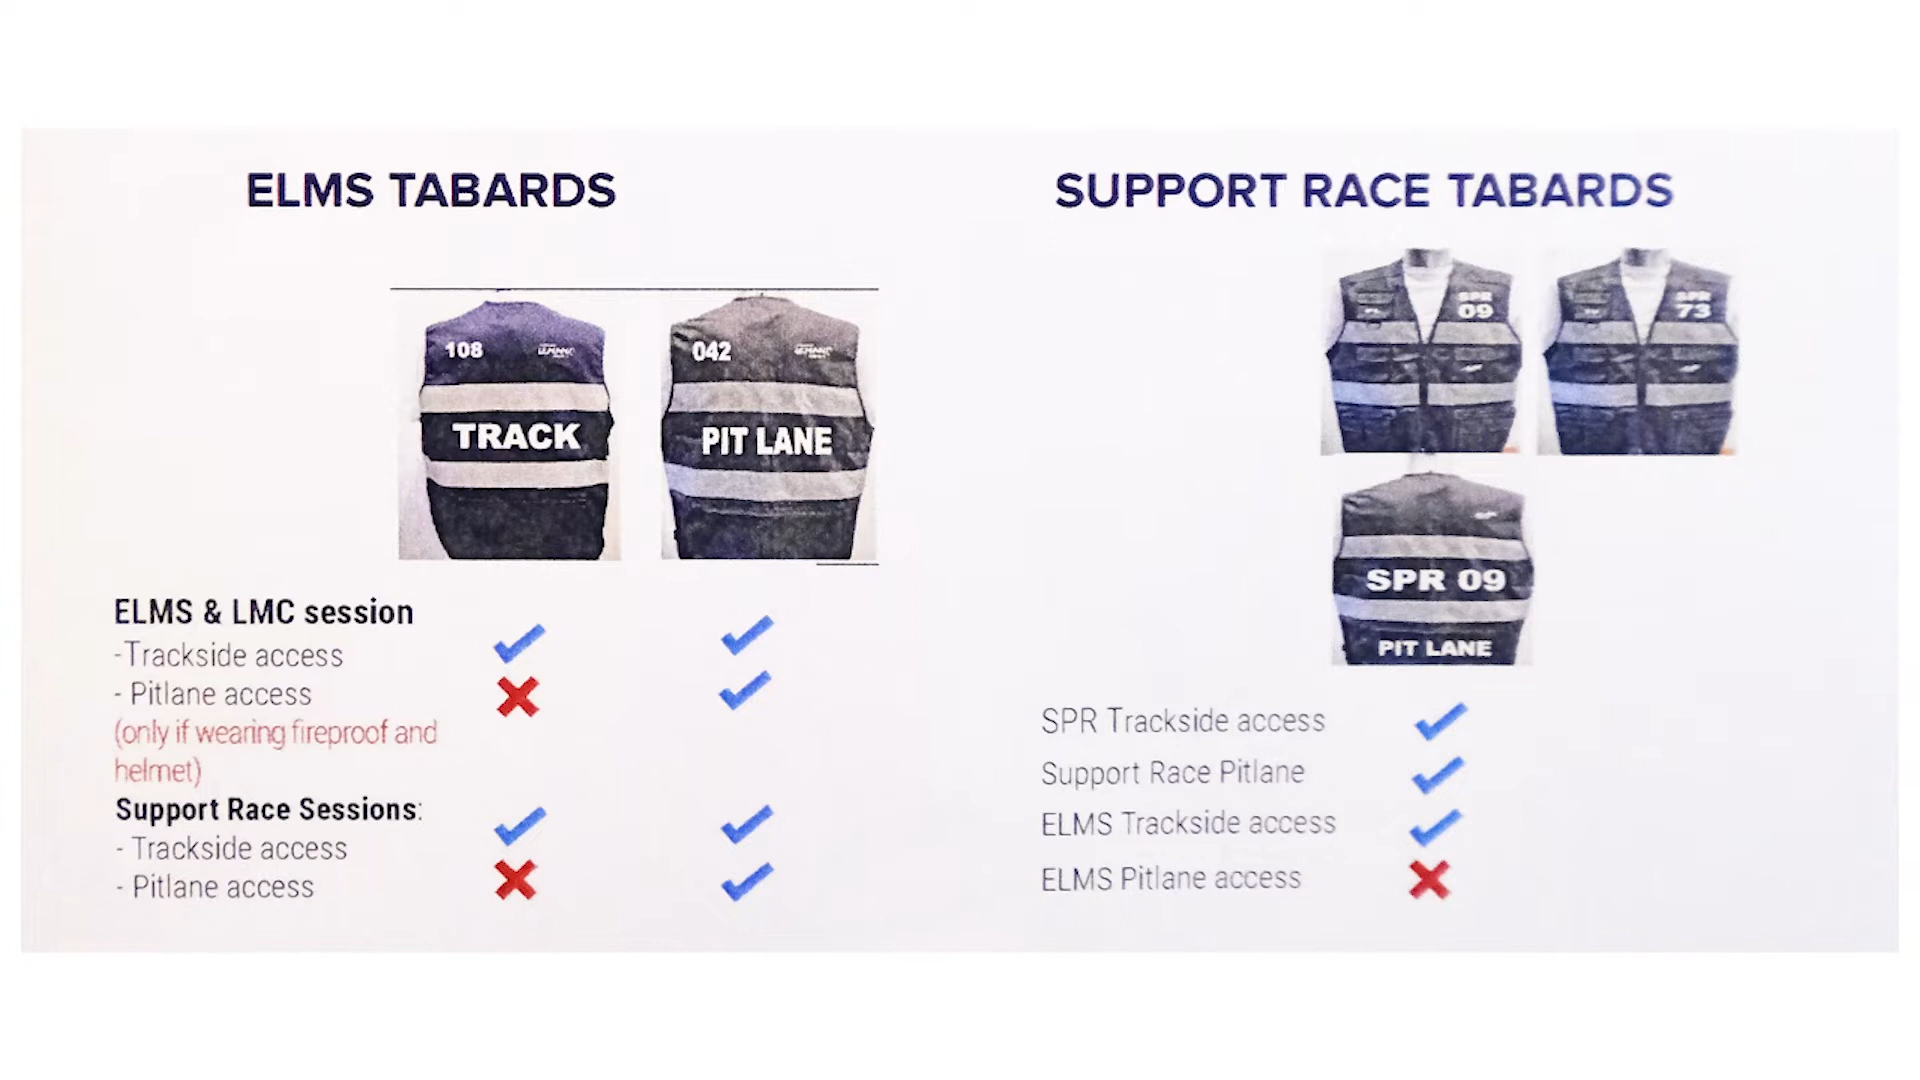 ELMS TABARDS
108
TRACK
042
PIT LANE
ELMS & LMC session
-Trackside access
- Pitlane access
(only if wearing fireproof and
helmet)
Support Race Sessions:
- Trackside access
- Pitlane access
SUPPORT RACE TABARDS
SPR
09
SPR
73
SPR 09
PIT LANE
SPR Trackside access
Support Race Pitlane
ELMS Trackside access
ELMS Pitlane access